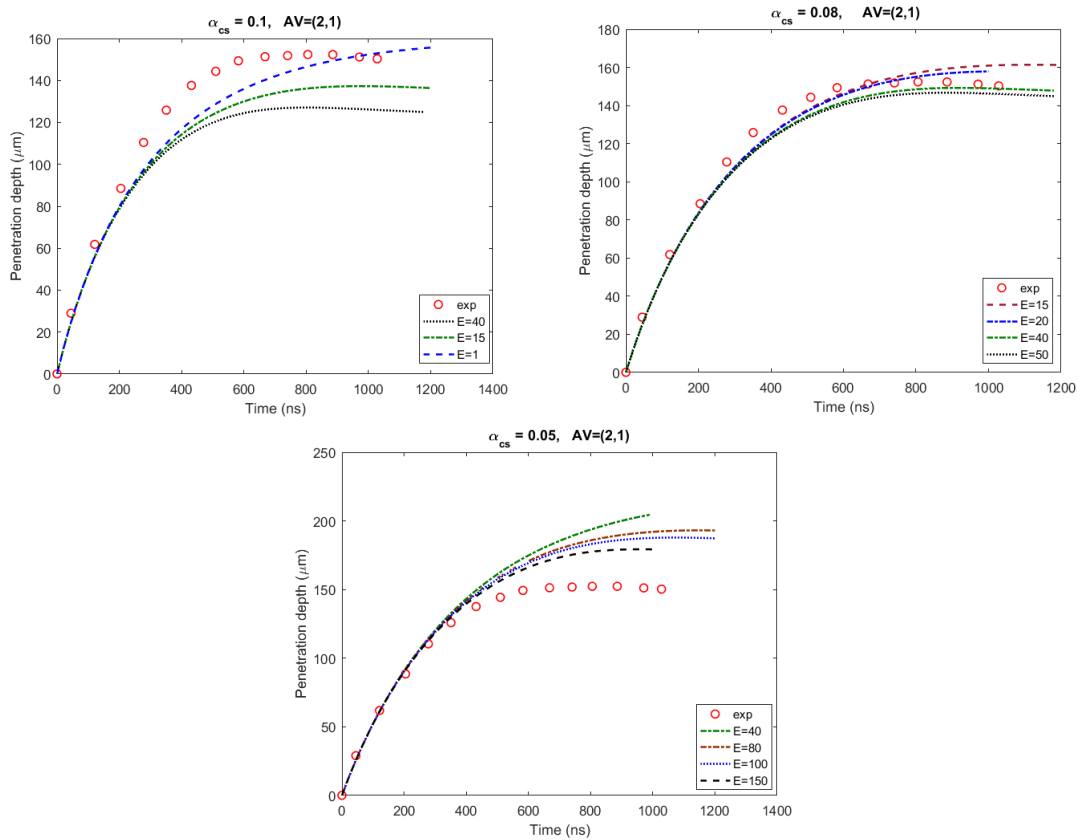 α_cs = 0.1,   AV=(2,1)
Penetration depth (μm)
160
140
120
100
80
60
40
20
0
0 200 400 600 800 1000 1200 1400
Time (ns)
exp
E=40
E=15
E=1
α_cs = 0.08,   AV=(2,1)
Penetration depth (μm)
180
160
140
120
100
80
60
40
20
0
0 200 400 600 800 1000 1200
Time (ns)
exp
E=15
E=20
E=40
E=50
α_cs = 0.05,   AV=(2,1)
Penetration depth (μm)
250
200
150
100
50
0
0 200 400 600 800 1000 1200 1400
Time (ns)
exp
E=40
E=80
E=100
E=150